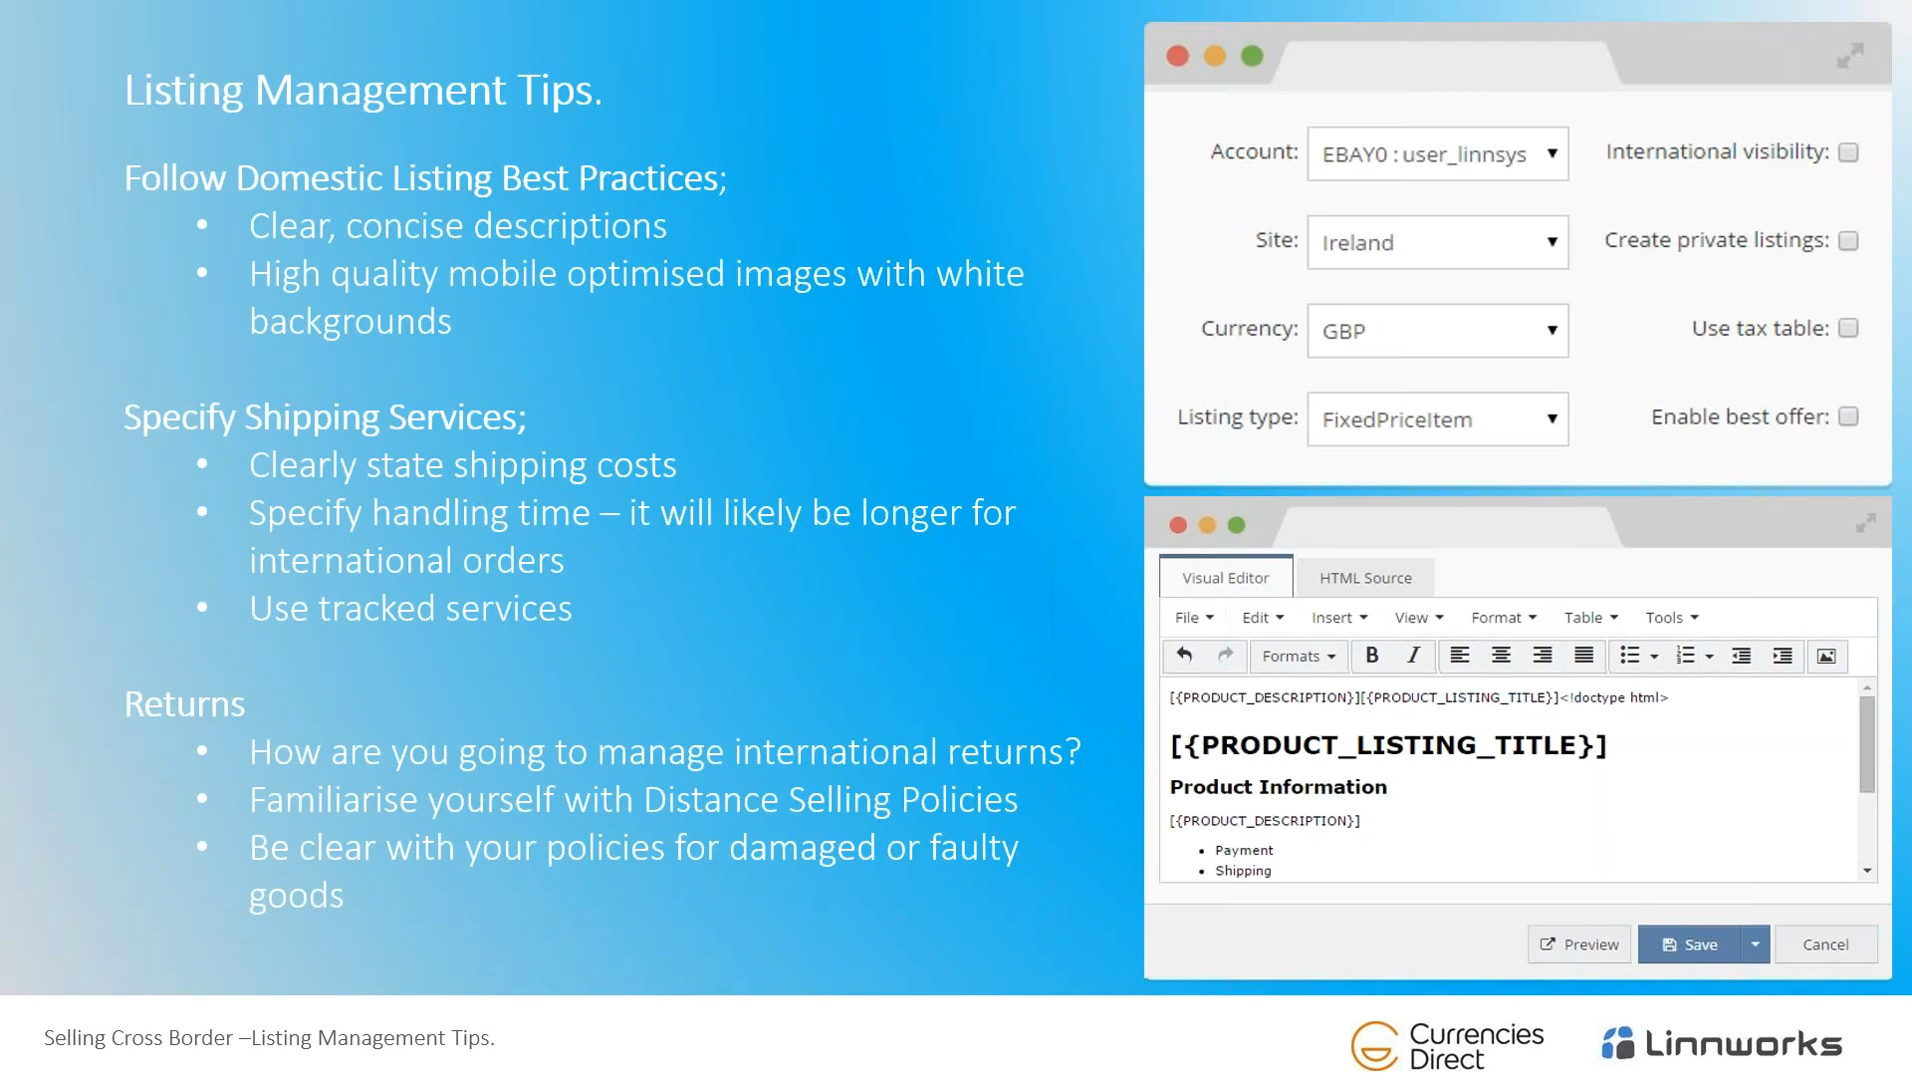 Listing Management Tips.
Follow Domestic Listing Best Practices;
• Clear, concise descriptions
• High quality mobile optimised images with white
backgrounds
Specify Shipping Services;
• Clearly state shipping costs
• Specify handling time – it will likely be longer for
international orders
• Use tracked services
Returns
• How are you going to manage international returns?
• Familiarise yourself with Distance Selling Policies
• Be clear with your policies for damaged or faulty
goods
Account: EBAY0 : user_linnsys International visibility:
Site: Ireland Create private listings:
Currency: GBP Use tax table:
Listing type: FixedPriceItem Enable best offer:
Visual Editor HTML Source
File Edit Insert View Format Table Tools
Formats B I
[{PRODUCT_DESCRIPTION}][{PRODUCT_LISTING_TITLE}]<!doctype html>
[{PRODUCT_LISTING_TITLE}]
Product Information
[{PRODUCT_DESCRIPTION}]
• Payment
• Shipping
Preview Save Cancel
Selling Cross Border –Listing Management Tips.
Currencies
Direct
Linnworks